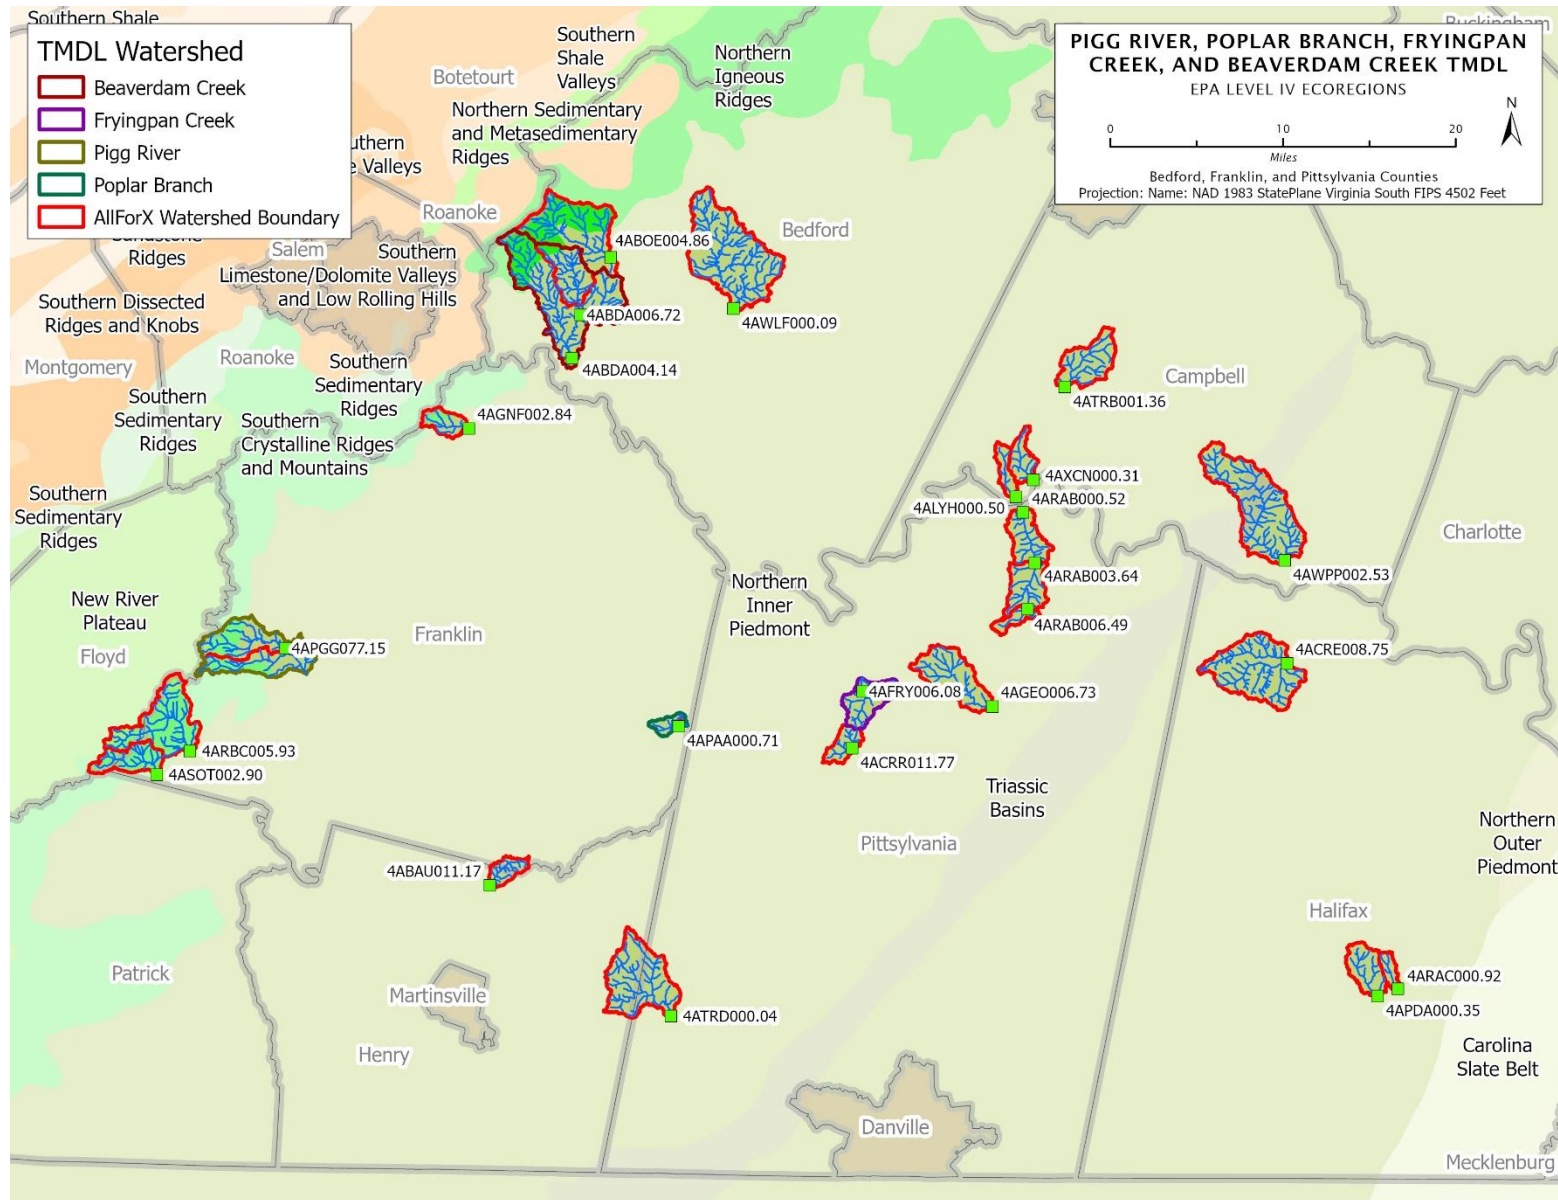 Southern Shale
TMDL Watershed
Beaverdam Creek
Fryingpan Creek
Pigg River
Poplar Branch
AllForX Watershed Boundary
PIGG RIVER, POPLAR BRANCH, FRYINGPAN
CREEK, AND BEAVERDAM CREEK TMDL
EPA LEVEL IV ECOREGIONS
N
0 10 20
Miles
Bedford, Franklin, and Pittsylvania Counties
Projection: Name: NAD 1983 StatePlane Virginia South FIPS 4502 Feet
Buckingham
Southern
Shale
Valleys
Northern
Igneous
Ridges
Botetourt
Northern Sedimentary
and Metasedimentary
Ridges
uthern
e Valleys
Roanoke
Sandstone
Ridges
Salem
Southern
Limestone/Dolomite Valleys
and Low Rolling Hills
Bedford
4ABOE004.86
4ABDA006.72
4AWLF000.09
4ABDA004.14
Southern Dissected
Ridges and Knobs
Montgomery
Roanoke
Southern
Sedimentary
Ridges
Southern
Sedimentary
Ridges
Southern
Crystalline Ridges
and Mountains
4AGNF002.84
Campbell
4ATRB001.36
4AXCN000.31
4ARAB000.52
4ALYH000.50
4ARAB003.64
4ARAB006.49
4AWPP002.53
Charlotte
Southern
Sedimentary
Ridges
New River
Plateau
Floyd
Northern
Inner
Piedmont
Franklin
4APGG077.15
4ACRE008.75
4AFRY006.08
4AGEO006.73
4APAA000.71
4ACRR011.77
4ARBC005.93
4ASOT002.90
Triassic
Basins
Pittsylvania
Northern
Outer
Piedmont
4ABAU011.17
Halifax
Patrick
Martinsville
4ATRD000.04
4ARAC000.92
4APDA000.35
Henry
Carolina
Slate Belt
Danville
Mecklenburg